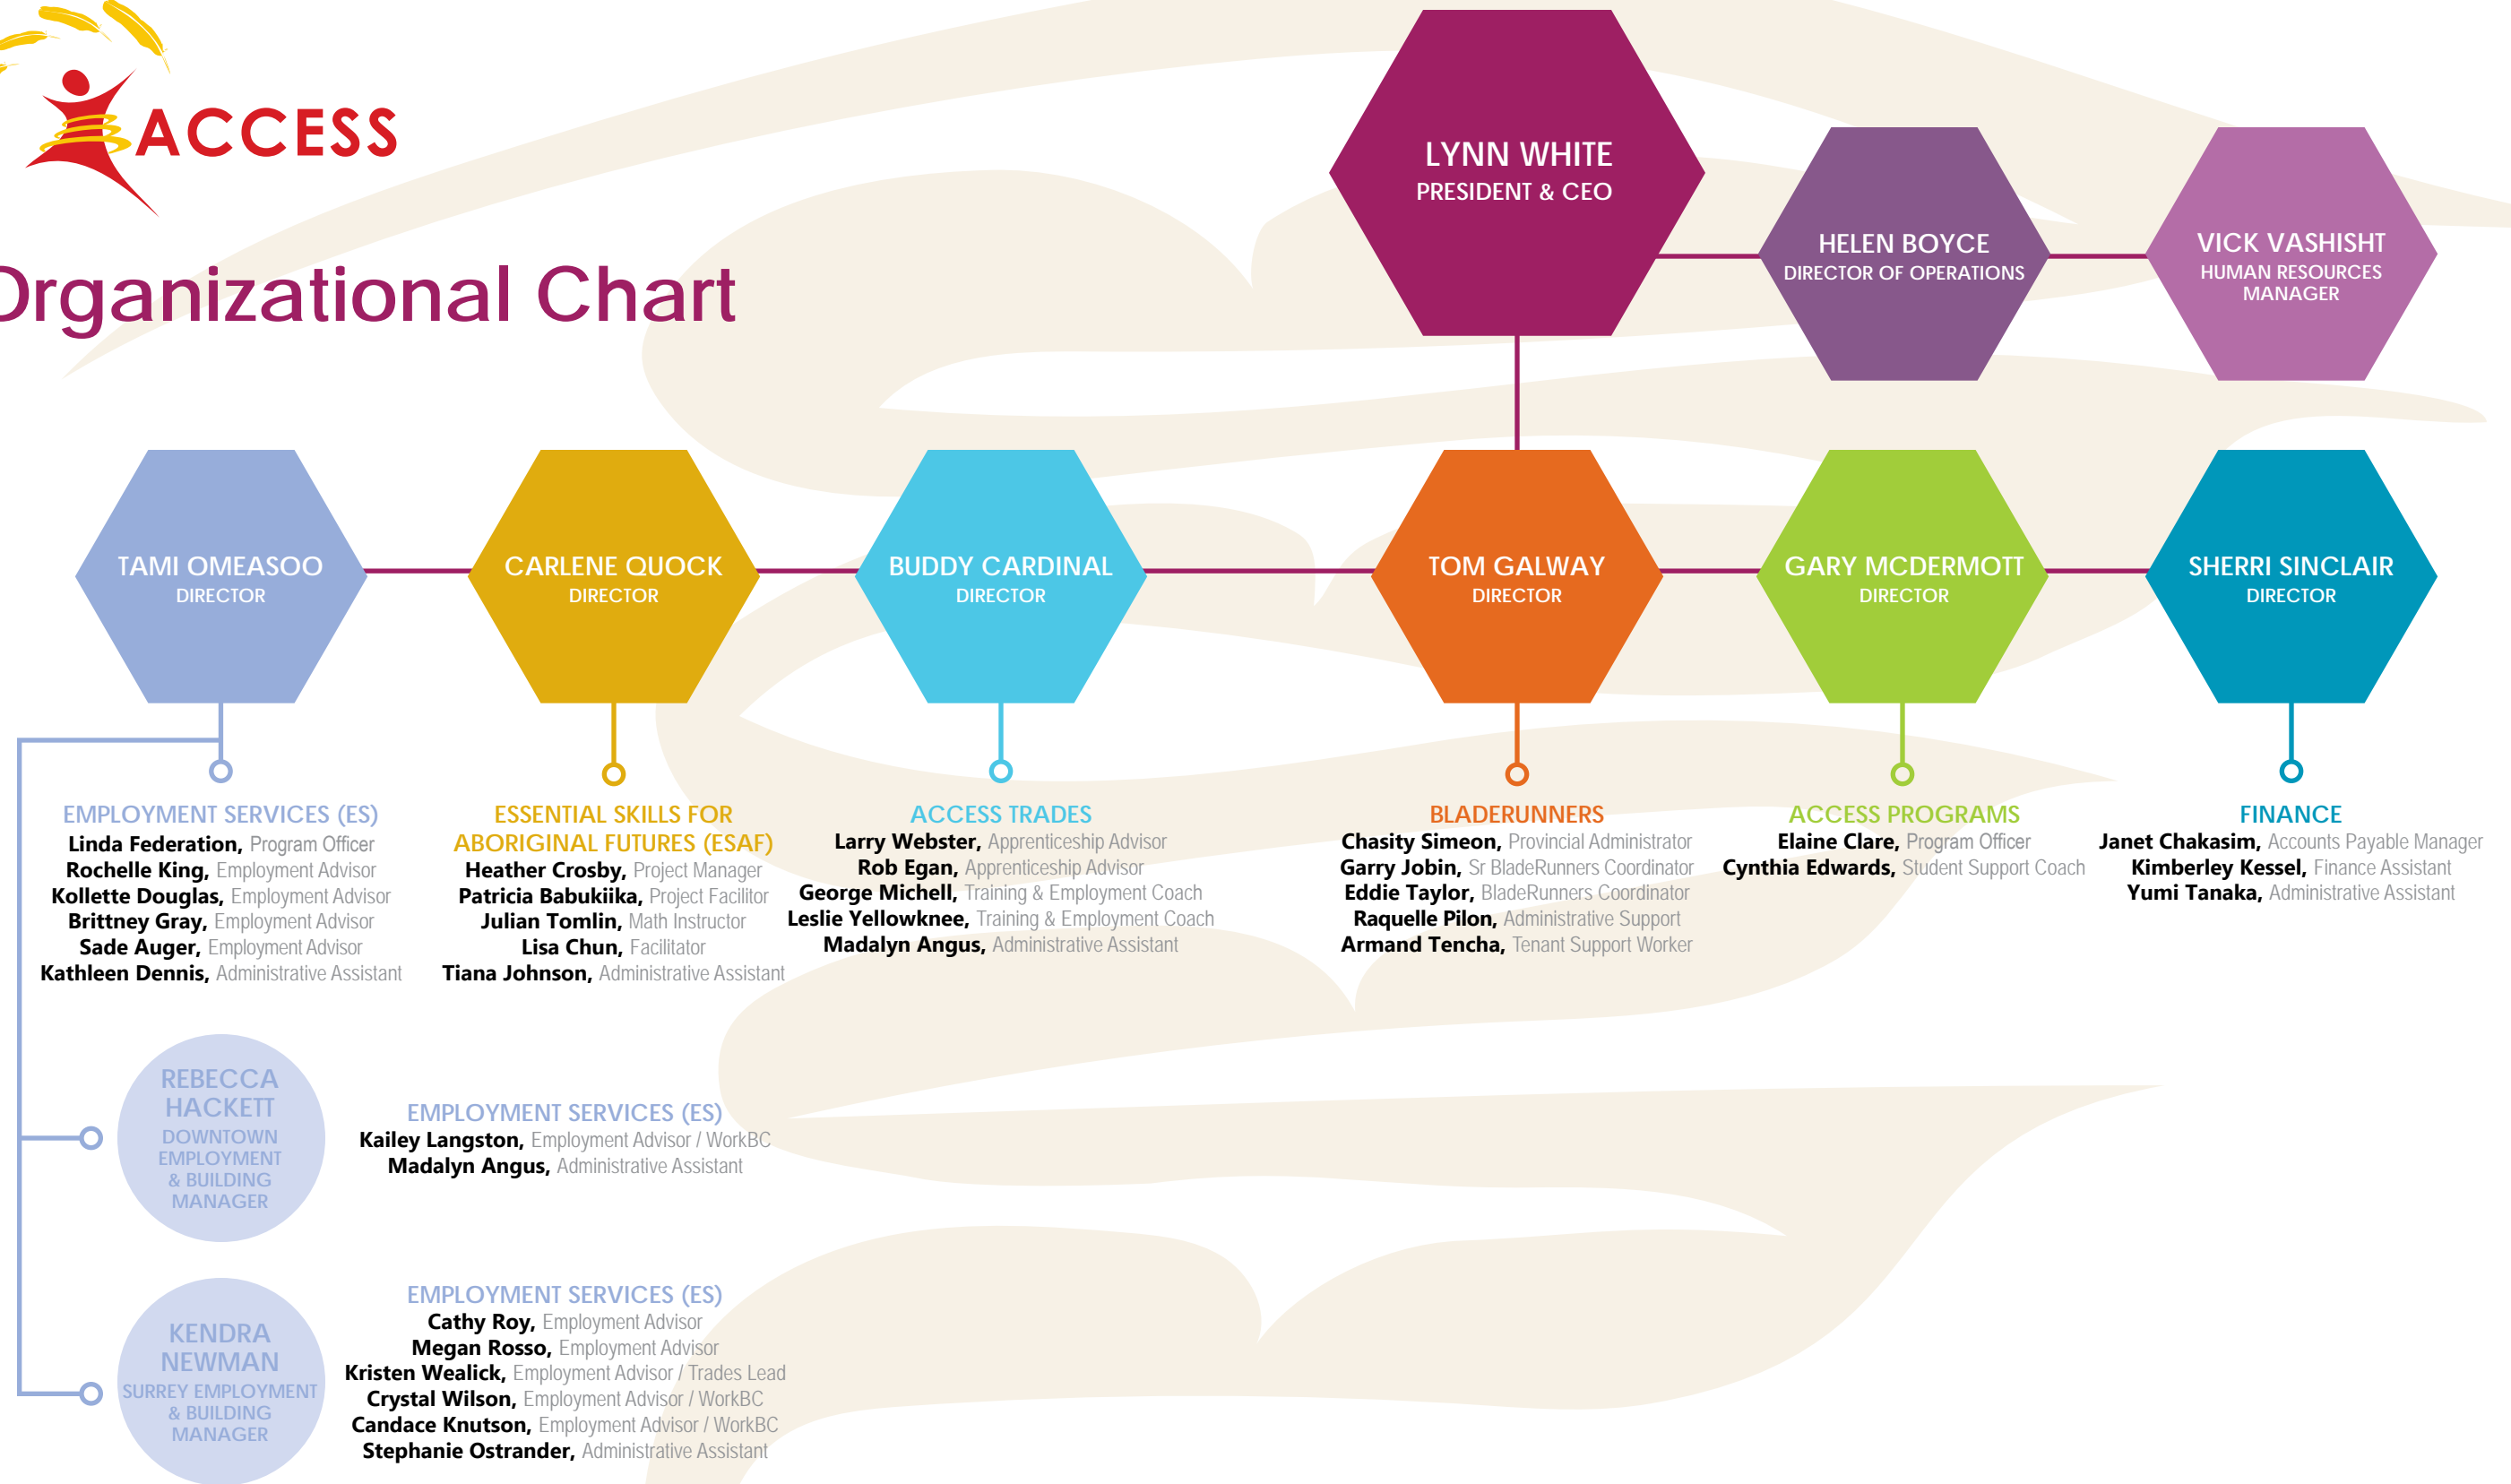 ACCESS
Organizational Chart
LYNN WHITE
PRESIDENT & CEO
HELEN BOYCE
DIRECTOR OF OPERATIONS
VICK VASHISHT
HUMAN RESOURCES
MANAGER
TAMI OMEASOO
DIRECTOR
CARLENE QUOCK
DIRECTOR
BUDDY CARDINAL
DIRECTOR
TOM GALWAY
DIRECTOR
GARY MCDERMOTT
DIRECTOR
SHERRI SINCLAIR
DIRECTOR
EMPLOYMENT SERVICES (ES)
Linda Federation, Program Officer
Rochelle King, Employment Advisor
Kollette Douglas, Employment Advisor
Brittney Gray, Employment Advisor
Sade Auger, Employment Advisor
Kathleen Dennis, Administrative Assistant
ESSENTIAL SKILLS FOR
ABORIGINAL FUTURES (ESAF)
Heather Crosby, Project Manager
Patricia Babukiika, Project Facilitor
Julian Tomlin, Math Instructor
Lisa Chun, Facilitator
Tiana Johnson, Administrative Assistant
ACCESS TRADES
Larry Webster, Apprenticeship Advisor
Rob Egan, Apprenticeship Advisor
George Michell, Training & Employment Coach
Leslie Yellowknee, Training & Employment Coach
Madalyn Angus, Administrative Assistant
BLADERUNNERS
Chasity Simeon, Provincial Administrator
Garry Jobin, Sr BladeRunners Coordinator
Eddie Taylor, BladeRunners Coordinator
Raquelle Pilon, Administrative Support
Armand Tencha, Tenant Support Worker
ACCESS PROGRAMS
Elaine Clare, Program Officer
Cynthia Edwards, Student Support Coach
FINANCE
Janet Chakasim, Accounts Payable Manager
Kimberley Kessel, Finance Assistant
Yumi Tanaka, Administrative Assistant
REBECCA
HACKETT
DOWNTOWN
EMPLOYMENT
& BUILDING
MANAGER
EMPLOYMENT SERVICES (ES)
Kailey Langston, Employment Advisor / WorkBC
Madalyn Angus, Administrative Assistant
KENDRA
NEWMAN
SURREY EMPLOYMENT
& BUILDING
MANAGER
EMPLOYMENT SERVICES (ES)
Cathy Roy, Employment Advisor
Megan Rosso, Employment Advisor
Kristen Wealick, Employment Advisor / Trades Lead
Crystal Wilson, Employment Advisor / WorkBC
Candace Knutson, Employment Advisor / WorkBC
Stephanie Ostrander, Administrative Assistant